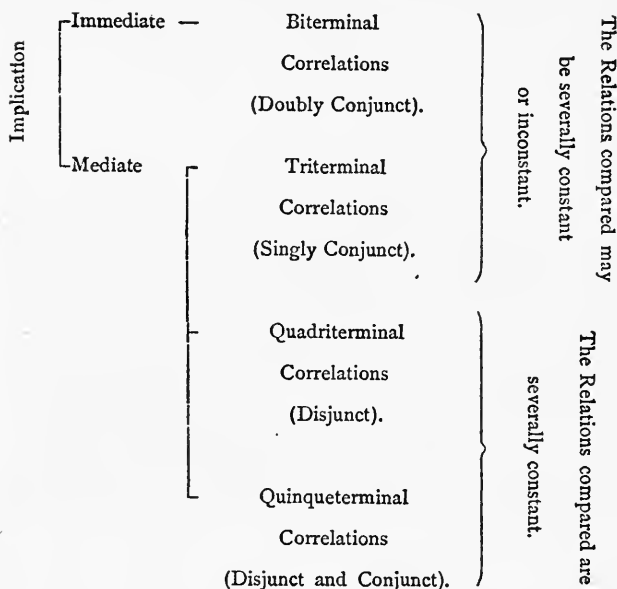 Implication
Immediate —
Biterminal
Correlations
(Doubly Conjunct).
Mediate
Triterminal
Correlations
(Singly Conjunct).
The Relations compared may
be severally constant
or inconstant.
Quadriterminal
Correlations
(Disjunct).
Quinqueterminal
Correlations
(Disjunct and Conjunct).
The Relations compared are
severally constant.